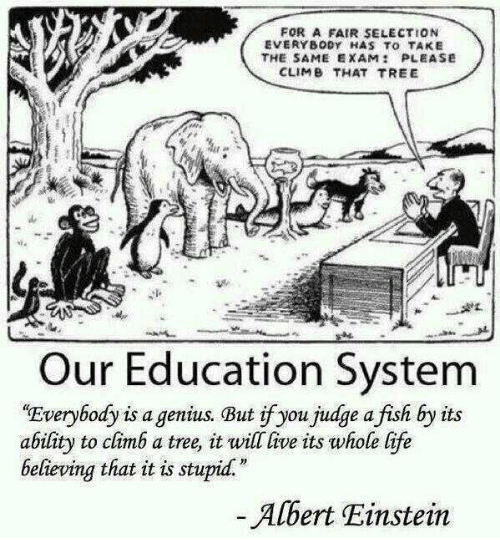 FOR A FAIR SELECTION
EVERYBODY HAS TO TAKE
THE SAME EXAM: PLEASE
CLIMB THAT TREE
Our Education System
“Everybody is a genius. But if you judge a fish by its
ability to climb a tree, it will live its whole life
believing that it is stupid.”
- Albert Einstein